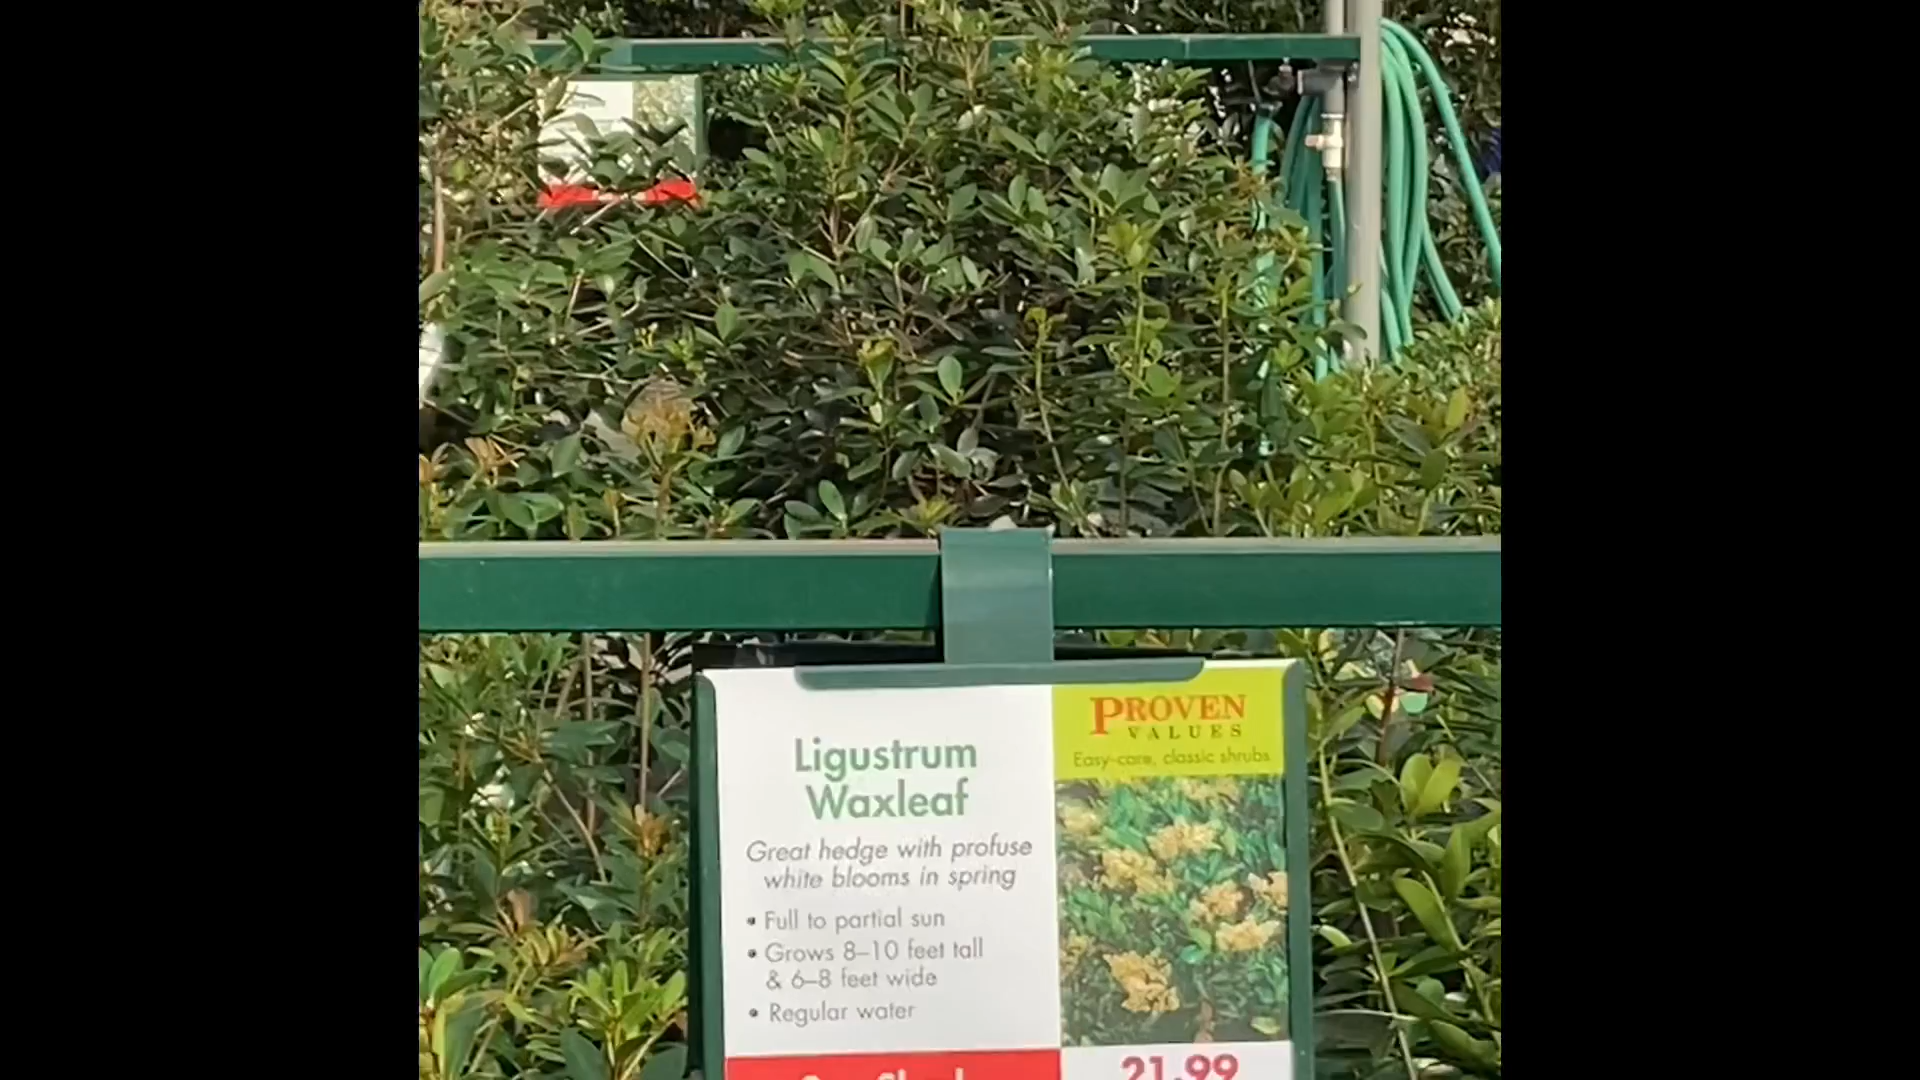 Ligustrum
Waxleaf
Great hedge with profuse
white blooms in spring
• Full to partial sun
• Grows 8–10 feet tall
& 6–8 feet wide
• Regular water
PROVEN
VALUES
Easy-care, classic shrubs
21.99